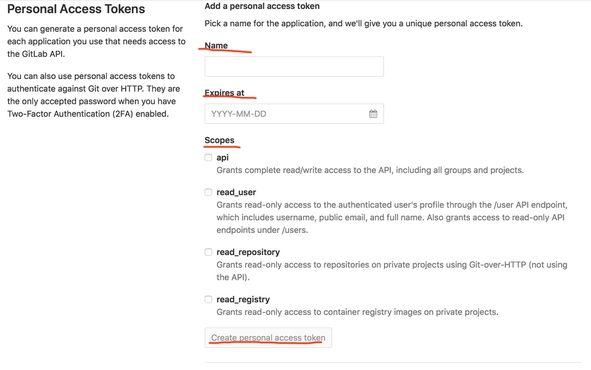 Personal Access Tokens
You can generate a personal access token for
each application you use that needs access to
the GitLab API.
You can also use personal access tokens to
authenticate against Git over HTTP. They are
the only accepted password when you have
Two-Factor Authentication (2FA) enabled.
Add a personal access token
Pick a name for the application, and we'll give you a unique personal access token.
Name
Expires at
YYYY-MM-DD
Scopes
api
Grants complete read/write access to the API, including all groups and projects.
read_user
Grants read-only access to the authenticated user's profile through the /user API endpoint,
which includes username, public email, and full name. Also grants access to read-only API
endpoints under /users.
read_repository
Grants read-only access to repositories on private projects using Git-over-HTTP (not using
the API).
read_registry
Grants read-only access to container registry images on private projects.
Create personal access token